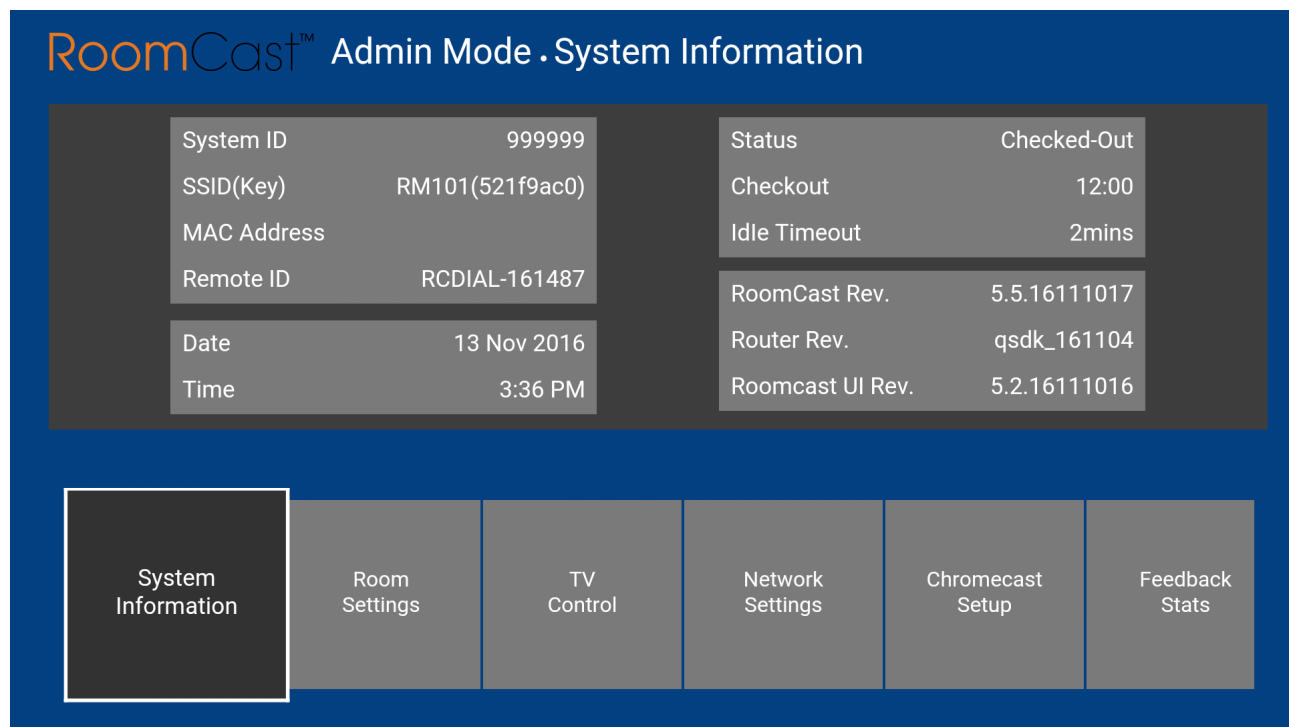 RoomCast™ Admin Mode • System Information
System ID 999999
SSID(Key) RM101(521f9ac0)
MAC Address
Remote ID RCDIAL-161487
Date 13 Nov 2016
Time 3:36 PM
Status Checked-Out
Checkout 12:00
Idle Timeout 2mins
RoomCast Rev. 5.5.16111017
Router Rev. qsdk_161104
Roomcast UI Rev. 5.2.16111016
System
Information
Room
Settings
TV
Control
Network
Settings
Chromecast
Setup
Feedback
Stats